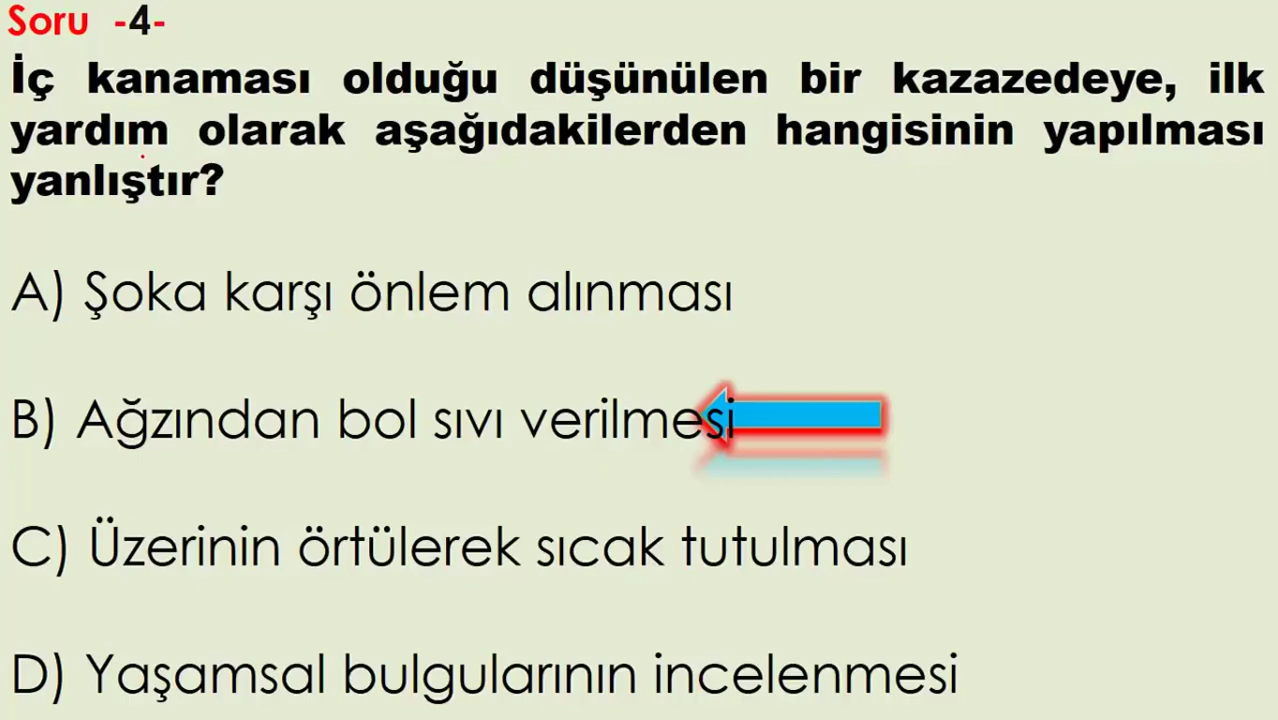 Soru -4-
İç kanaması olduğu düşünülen bir kazazedeye, ilk
yardım olarak aşağıdakilerden hangisinin yapılması
yanlıştır?
A) Şoka karşı önlem alınması
B) Ağzından bol sıvı verilmesi
C) Üzerinin örtülerek sıcak tutulması
D) Yaşamsal bulgularının incelenmesi